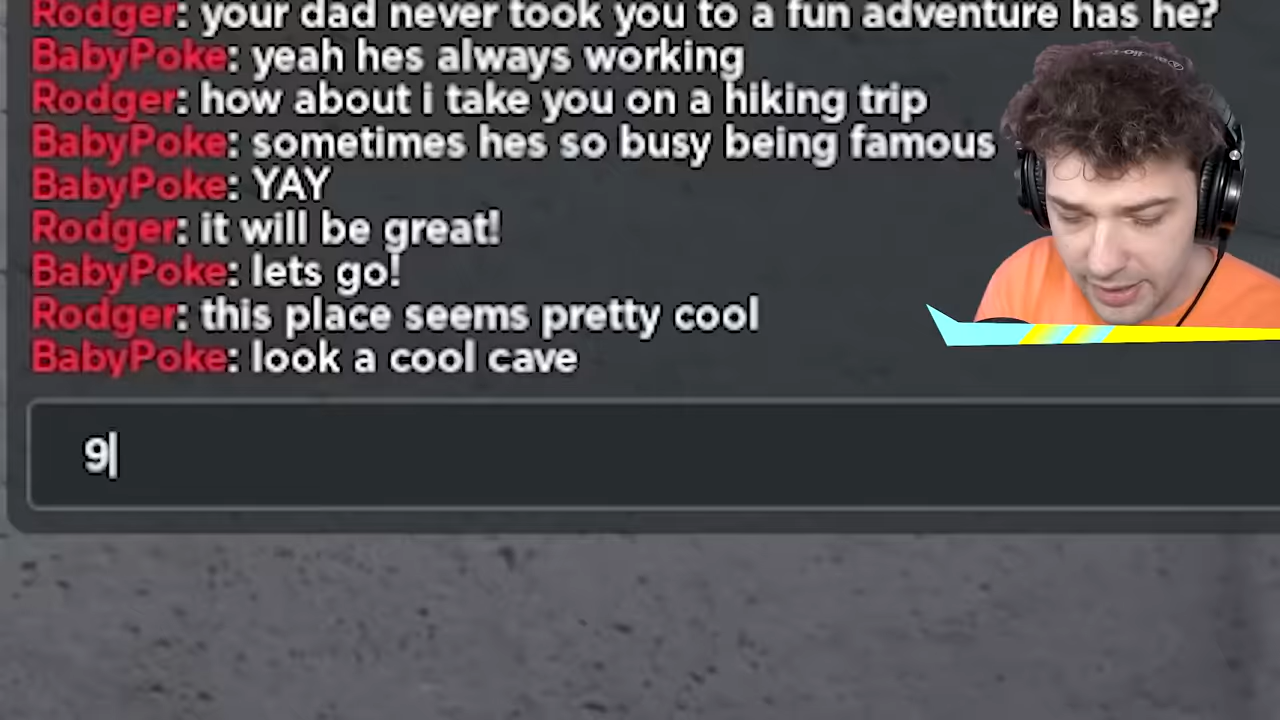 Rodger: your dad never took you to a fun adventure has he?
BabyPoke: yeah hes always working
Rodger: how about i take you on a hiking trip
BabyPoke: sometimes hes so busy being famous
BabyPoke: YAY
Rodger: it will be great!
BabyPoke: lets go!
Rodger: this place seems pretty cool
BabyPoke: look a cool cave
9